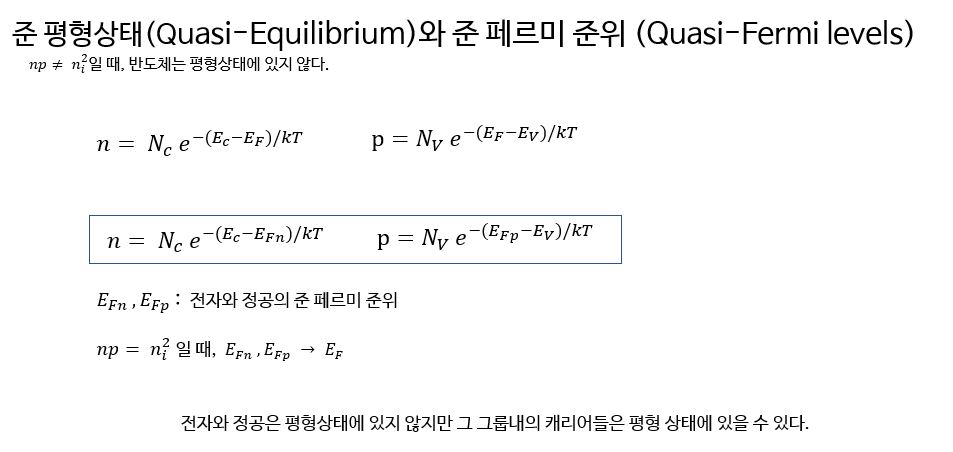 준 평형상태(Quasi-Equilibrium)와 준 페르미 준위 (Quasi-Fermi levels)
np ≠ n_i^2일 때, 반도체는 평형상태에 있지 않다.
n = N_c e^{-(E_c-E_F)/kT} p = N_V e^{-(E_F-E_V)/kT}
n = N_c e^{-(E_c-E_{Fn})/kT} p = N_V e^{-(E_{Fp}-E_V)/kT}
E_{Fn} , E_{Fp} : 전자와 정공의 준 페르미 준위
np = n_i^2 일 때, E_{Fn} , E_{Fp} → E_F
전자와 정공은 평형상태에 있지 않지만 그 그룹내의 캐리어들은 평형 상태에 있을 수 있다.